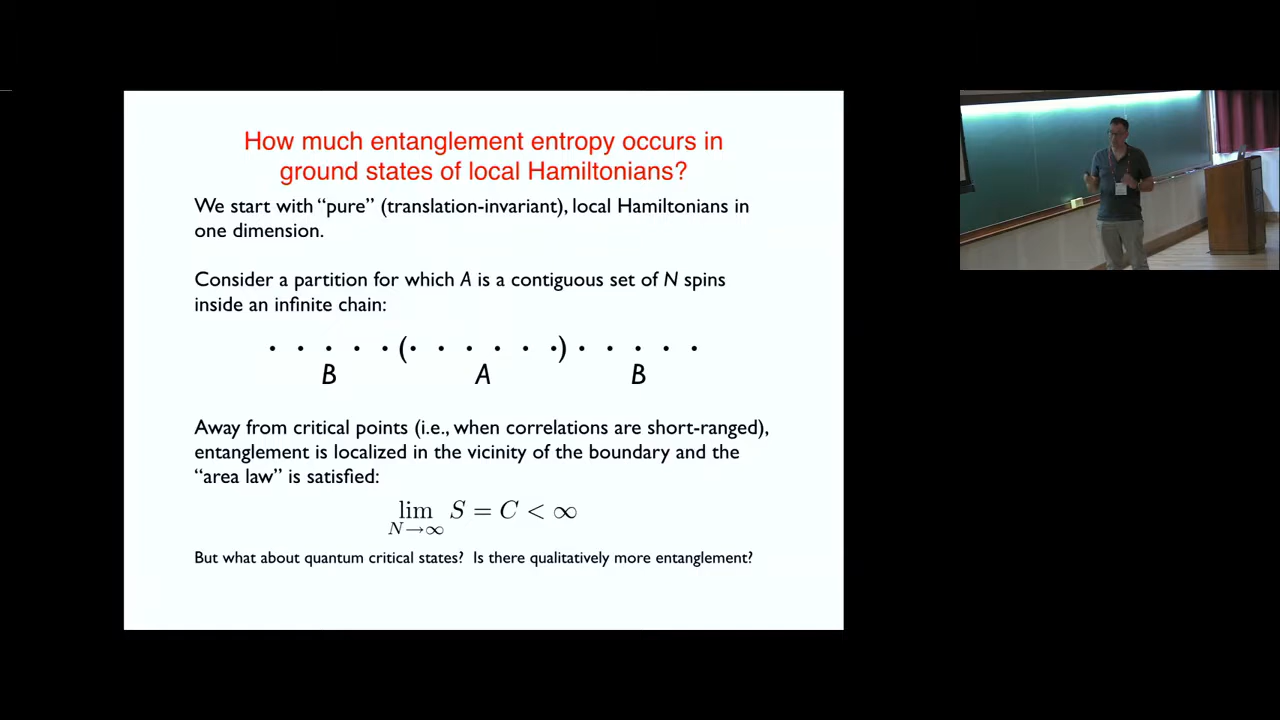 How much entanglement entropy occurs in
ground states of local Hamiltonians?
We start with “pure” (translation-invariant), local Hamiltonians in
one dimension.
Consider a partition for which A is a contiguous set of N spins
inside an infinite chain:
· · · · · (· · · · · ·) · · · · ·
B A B
Away from critical points (i.e., when correlations are short-ranged),
entanglement is localized in the vicinity of the boundary and the
“area law” is satisfied:
lim S = C < ∞
N→∞
But what about quantum critical states? Is there qualitatively more entanglement?